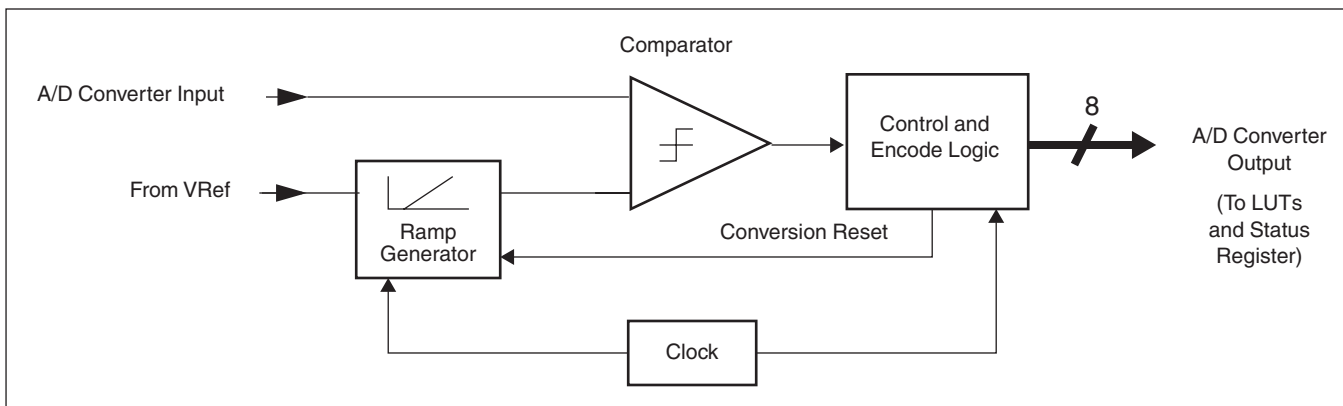 Comparator
A/D Converter Input
Control and
Encode Logic
8
A/D Converter
Output
(To LUTs
and Status
Register)
From VRef
Ramp
Generator
Conversion Reset
Clock